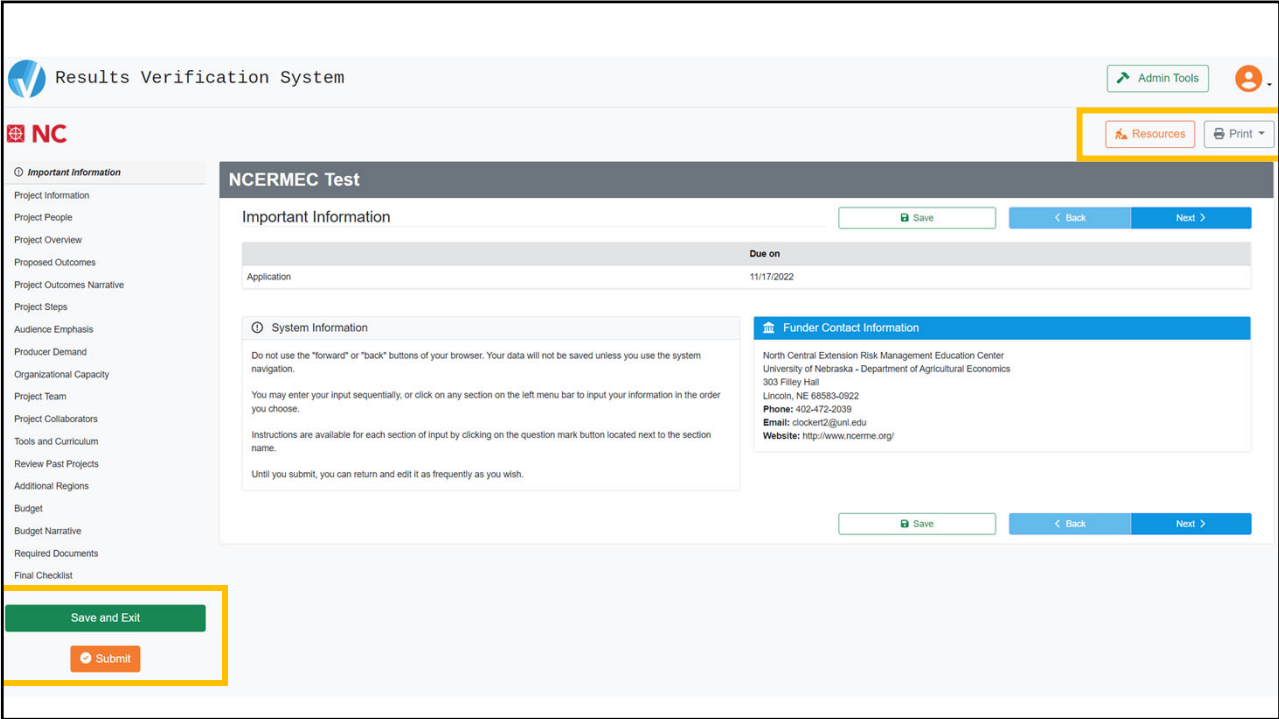 Results Verification System
Admin Tools
NC
Resources
Print
Important Information
Project Information
Project People
Project Overview
Proposed Outcomes
Project Outcomes Narrative
Project Steps
Audience Emphasis
Producer Demand
Organizational Capacity
Project Team
Project Collaborators
Tools and Curriculum
Review Past Projects
Additional Regions
Budget
Budget Narrative
Required Documents
Final Checklist
Save and Exit
Submit
NCERMEC Test
Important Information
Save
Back
Next
Due on
Application 11/17/2022
System Information
Do not use the "forward" or "back" buttons of your browser. Your data will not be saved unless you use the system
navigation.
You may enter your input sequentially, or click on any section on the left menu bar to input your information in the order
you choose.
Instructions are available for each section of input by clicking on the question mark button located next to the section
name.
Until you submit, you can return and edit it as frequently as you wish.
Funder Contact Information
North Central Extension Risk Management Education Center
University of Nebraska - Department of Agricultural Economics
303 Filley Hall
Lincoln, NE 68583-0922
Phone: 402-472-2039
Email: clockert2@unl.edu
Website: http://www.ncerme.org/
Save
Back
Next